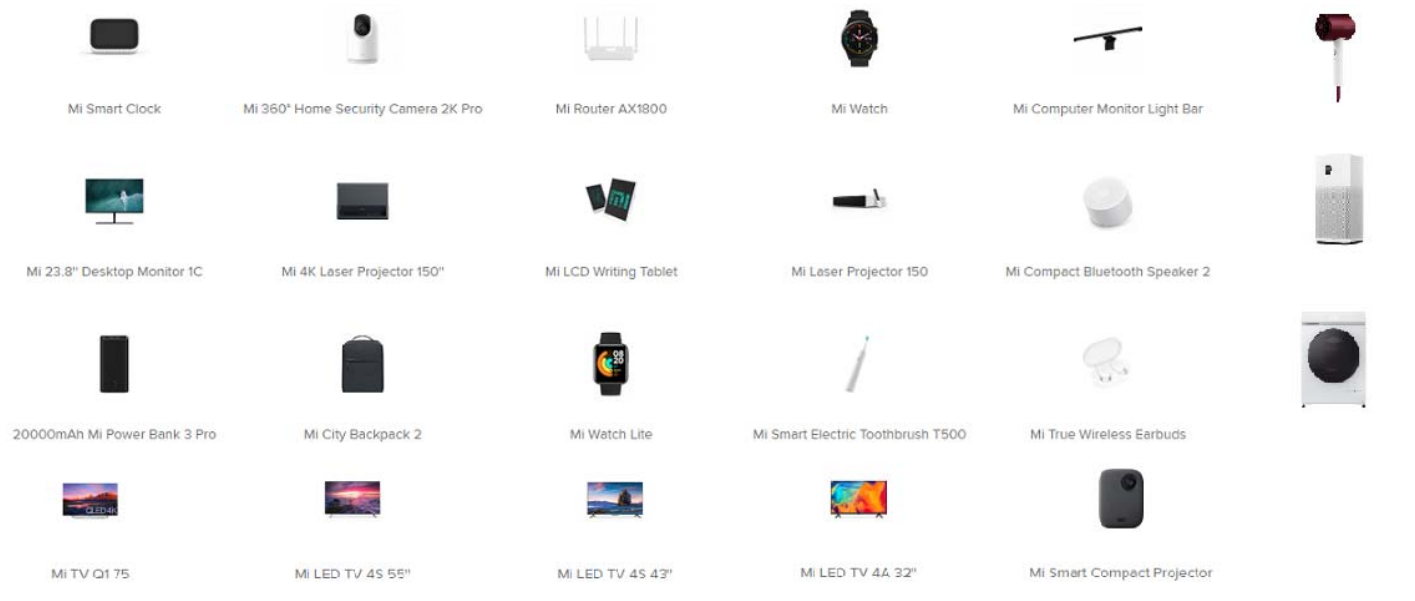 Mi Smart Clock
Mi 360° Home Security Camera 2K Pro
Mi Router AX1800
Mi Watch
Mi Computer Monitor Light Bar
Mi 23.8" Desktop Monitor 1C
Mi 4K Laser Projector 150"
Mi LCD Writing Tablet
Mi Laser Projector 150
Mi Compact Bluetooth Speaker 2
08
20
20000mAh Mi Power Bank 3 Pro
Mi City Backpack 2
Mi Watch Lite
Mi Smart Electric Toothbrush T500
Mi True Wireless Earbuds
QLED 4K
Mi TV Q1 75
Mi LED TV 4S 55"
Mi LED TV 4S 43"
Mi LED TV 4A 32"
Mi Smart Compact Projector